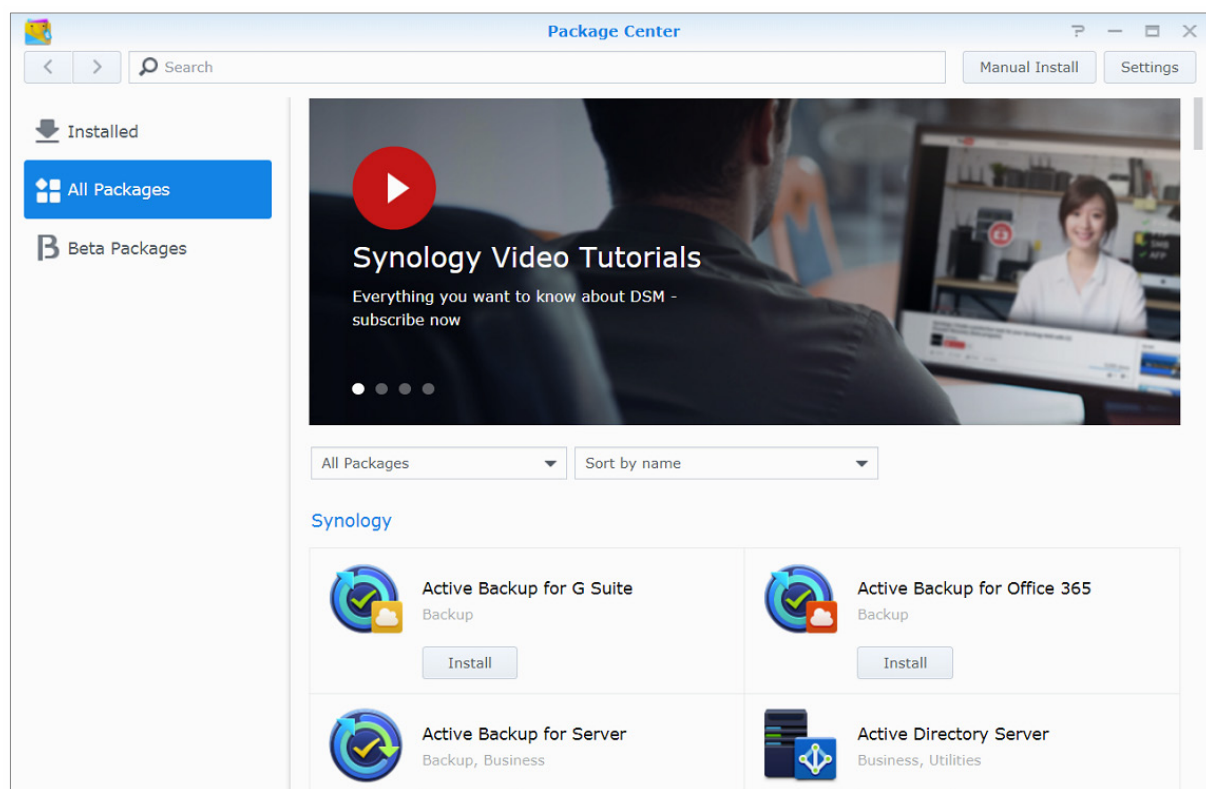 Package Center
Search
Manual Install
Settings
Installed
All Packages
Beta Packages
Synology Video Tutorials
Everything you want to know about DSM -
subscribe now
SMB
AFP
All Packages
Sort by name
Synology
Active Backup for G Suite
Backup
Install
Active Backup for Office 365
Backup
Install
Active Backup for Server
Backup, Business
Active Directory Server
Business, Utilities